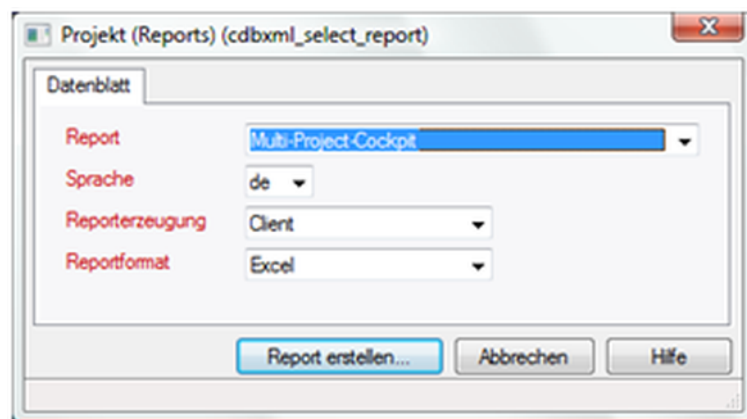 Projekt (Reports) (cdbxml_select_report)
Datenblatt
Report Multi-Project-Cockpit
Sprache de
Reporterzeugung Client
Reportformat Excel
Report erstellen... Abbrechen Hilfe